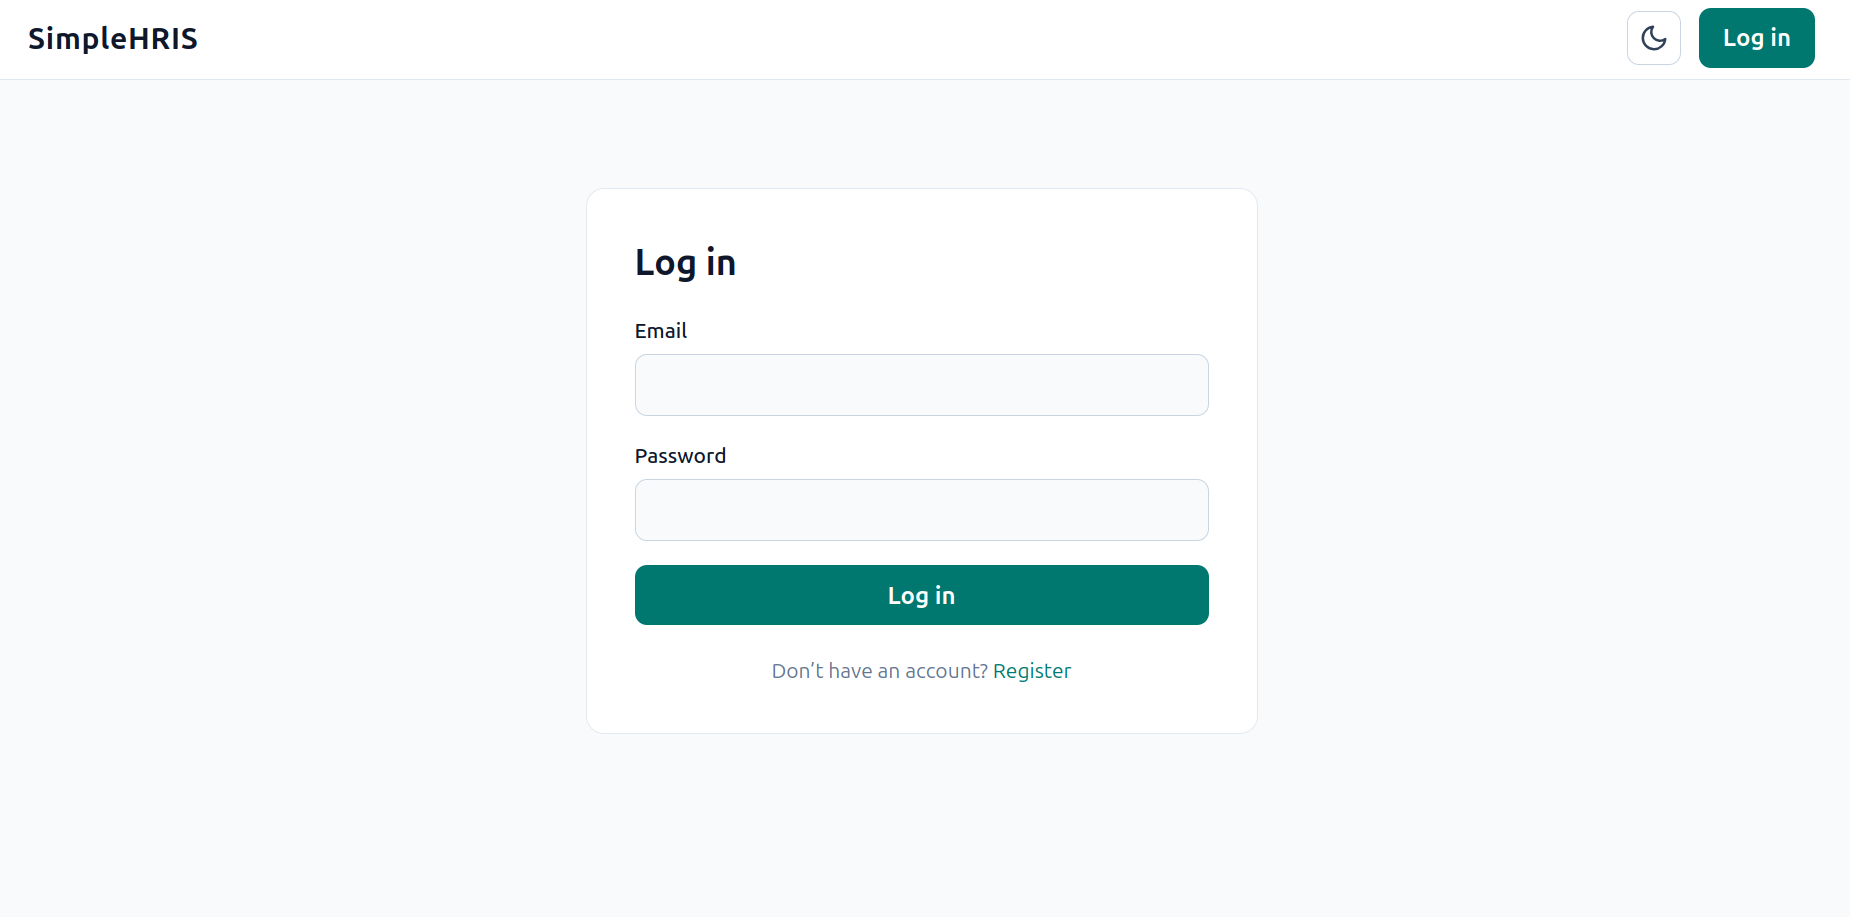 SimpleHRIS
Log in
Log in
Email
Password
Log in
Don’t have an account? Register